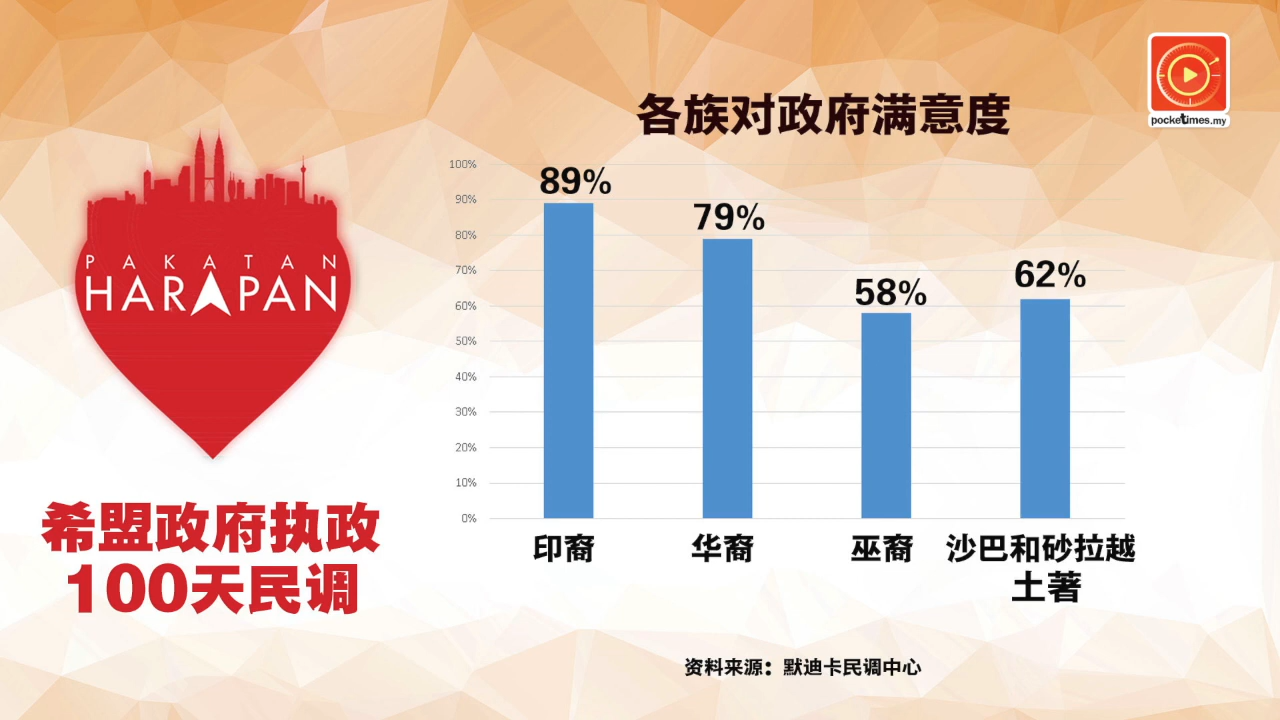 各族对政府满意度
pocketimes.my
PAKATAN
HARAPAN
希盟政府执政
100天民调
100%
90%
80%
70%
60%
50%
40%
30%
20%
10%
0%
89%
79%
58%
62%
印裔
华裔
巫裔
沙巴和砂拉越
土著
资料来源：默迪卡民调中心